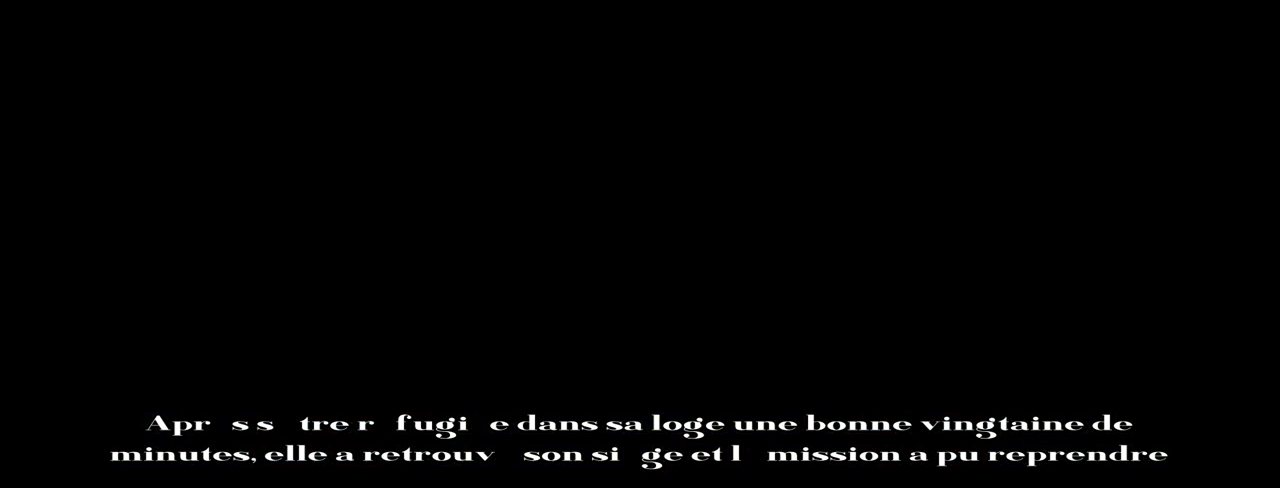 Apr s s tre r fugi e dans sa loge une bonne vingtaine de
minutes, elle a retrouv son si ge et l mission a pu reprendre